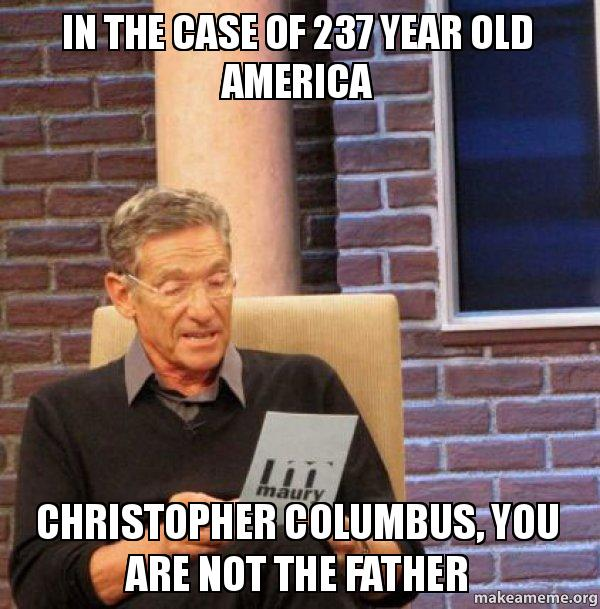 IN THE CASE OF 237 YEAR OLD
AMERICA
maury
CHRISTOPHER COLUMBUS, YOU
ARE NOT THE FATHER
makeameme.org